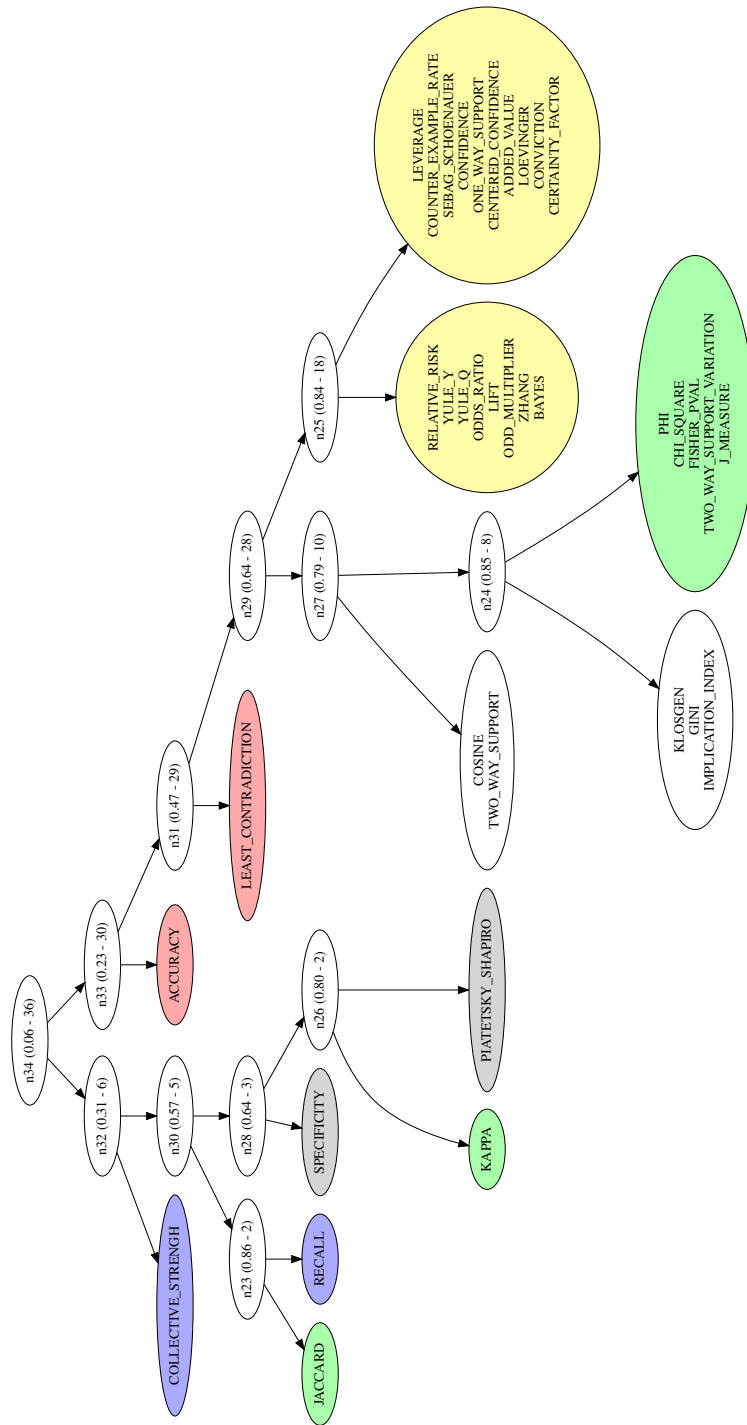 n34 (0.06 - 36)
n32 (0.31 - 6)
n33 (0.23 - 30)
COLLECTIVE_STRENGH
n30 (0.57 - 5)
ACCURACY
n31 (0.47 - 29)
n23 (0.86 - 2)
n28 (0.64 - 3)
LEAST_CONTRADICTION
n29 (0.64 - 28)
JACCARD
RECALL
SPECIFICITY
n26 (0.80 - 2)
n27 (0.79 - 10)
n25 (0.84 - 18)
KAPPA
PIATETSKY_SHAPIRO
COSINE
TWO_WAY_SUPPORT
n24 (0.85 - 8)
RELATIVE_RISK
YULE_Y
YULE_Q
ODDS_RATIO
LIFT
ODD_MULTIPLIER
ZHANG
BAYES
LEVERAGE
COUNTER_EXAMPLE_RATE
SEBAG_SCHOENAUER
CONFIDENCE
ONE_WAY_SUPPORT
CENTERED_CONFIDENCE
ADDED_VALUE
LOEVINGER
CONVICTION
CERTAINTY_FACTOR
KLOSGEN
GINI
IMPLICATION_INDEX
PHI
CHI_SQUARE
FISHER_PVAL
TWO_WAY_SUPPORT_VARIATION
J_MEASURE